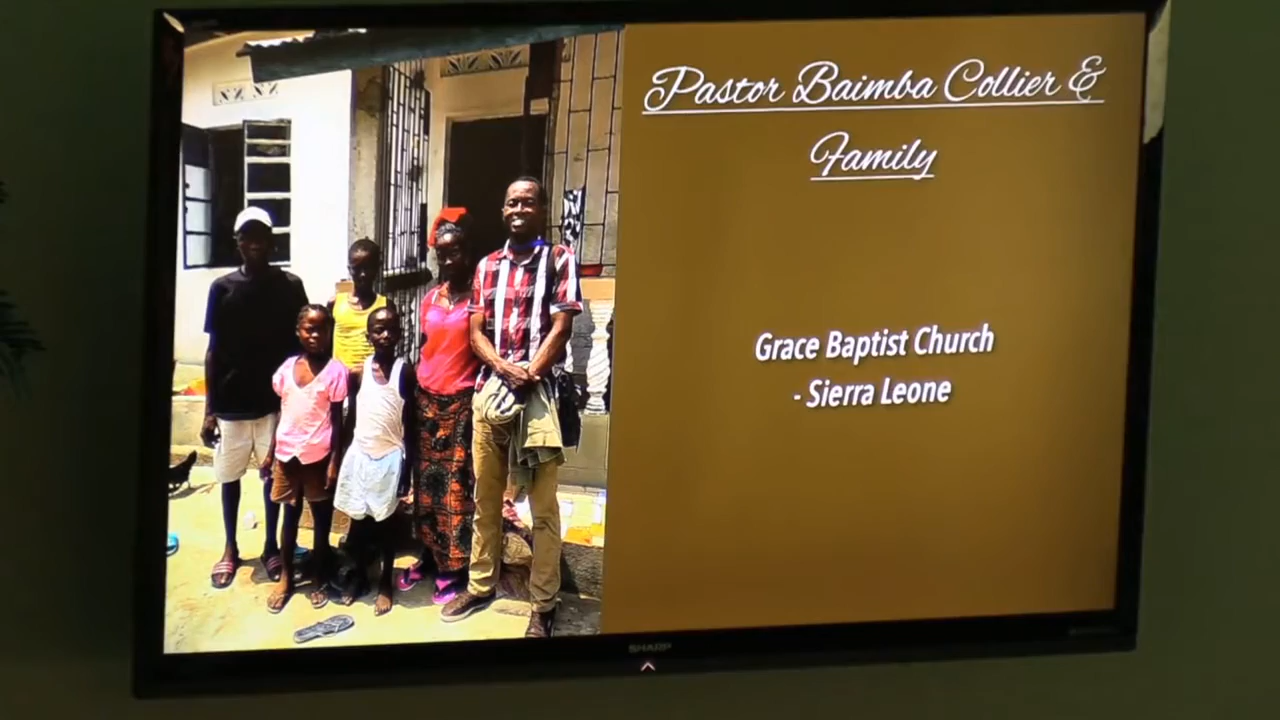 Pastor Baimba Collier &
Family
Grace Baptist Church
- Sierra Leone
SHARP